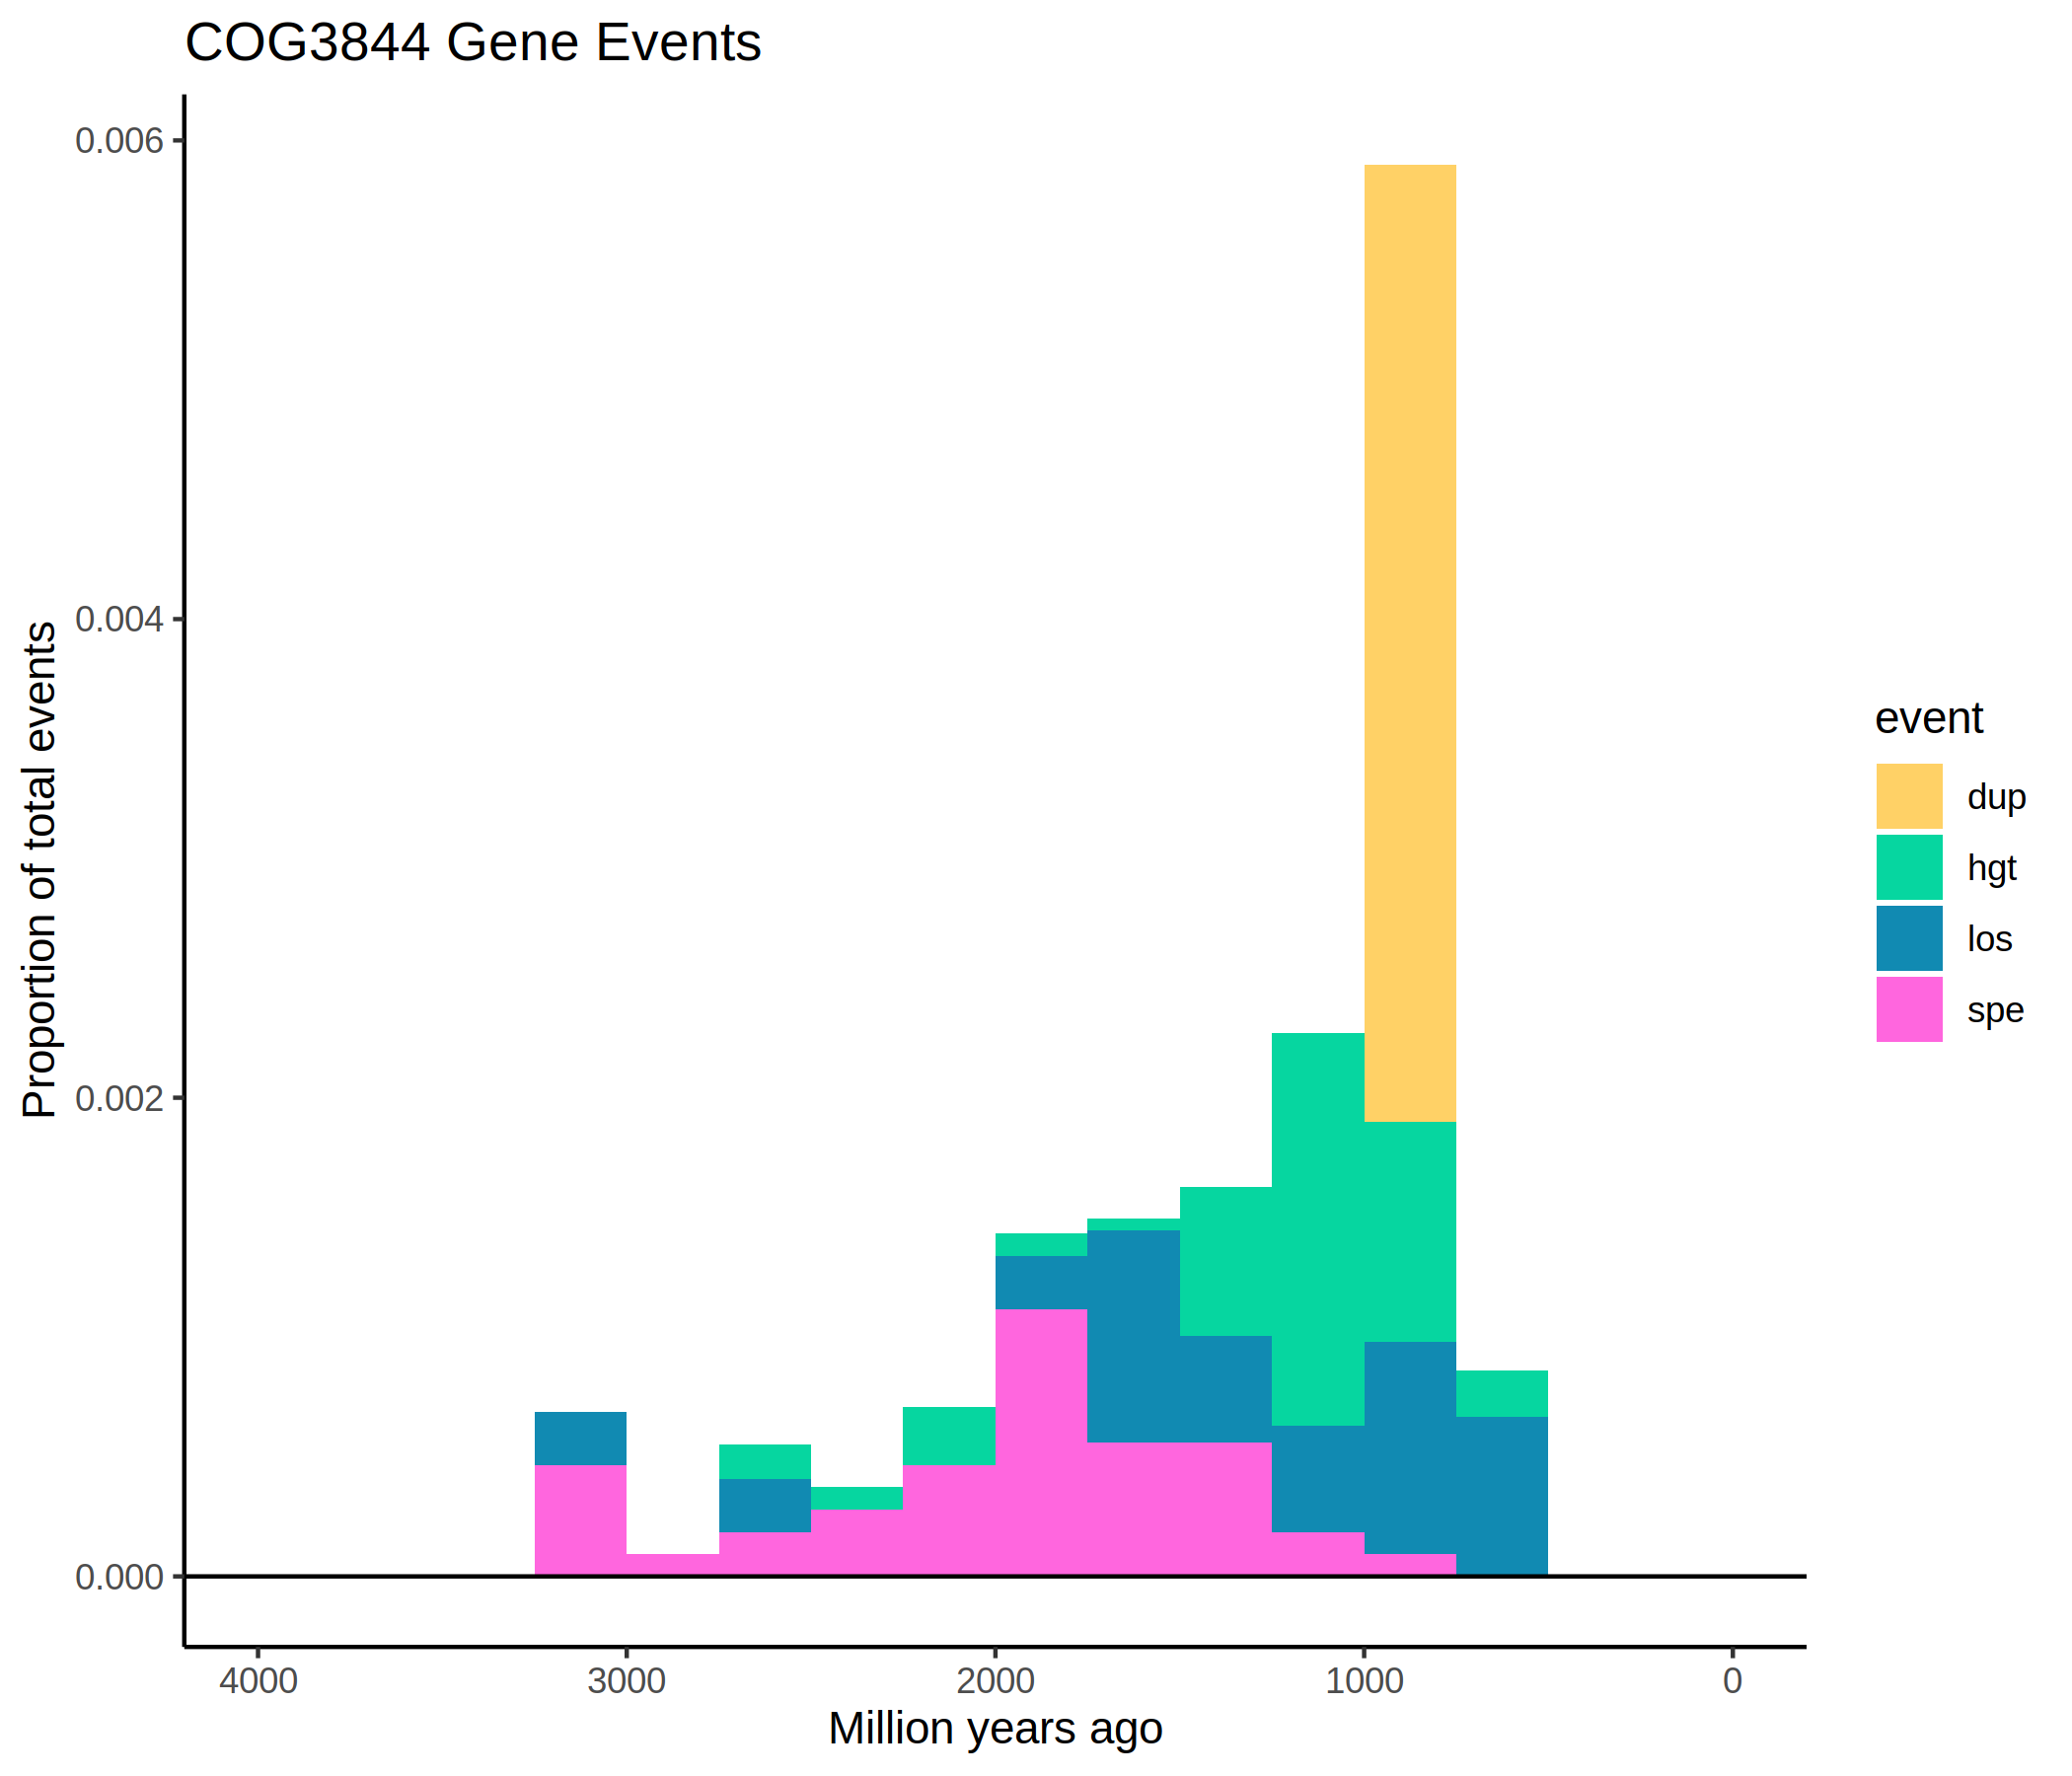 COG3844 Gene Events
Proportion of total events
0.006
0.004
0.002
0.000
4000 3000 2000 1000 0
Million years ago
event
dup
hgt
los
spe